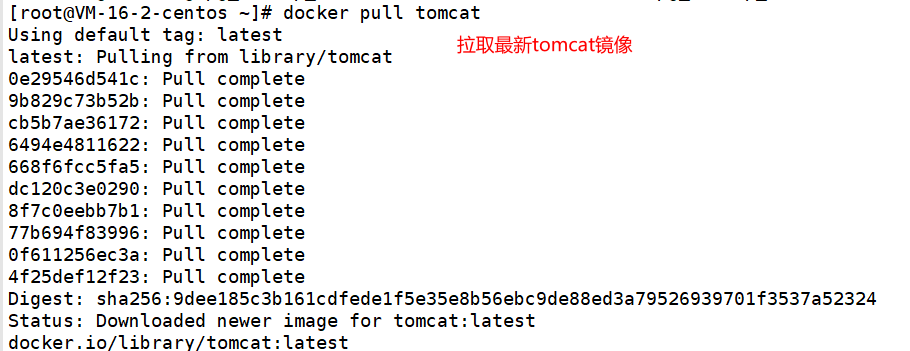 [root@VM-16-2-centos ~]# docker pull tomcat
Using default tag: latest
拉取最新tomcat镜像
latest: Pulling from library/tomcat
0e29546d541c: Pull complete
9b829c73b52b: Pull complete
cb5b7ae36172: Pull complete
6494e4811622: Pull complete
668f6fcc5fa5: Pull complete
dc120c3e0290: Pull complete
8f7c0eebb7b1: Pull complete
77b694f83996: Pull complete
0f611256ec3a: Pull complete
4f25def12f23: Pull complete
Digest: sha256:9dee185c3b161cdfede1f5e35e8b56ebc9de88ed3a79526939701f3537a52324
Status: Downloaded newer image for tomcat:latest
docker.io/library/tomcat:latest